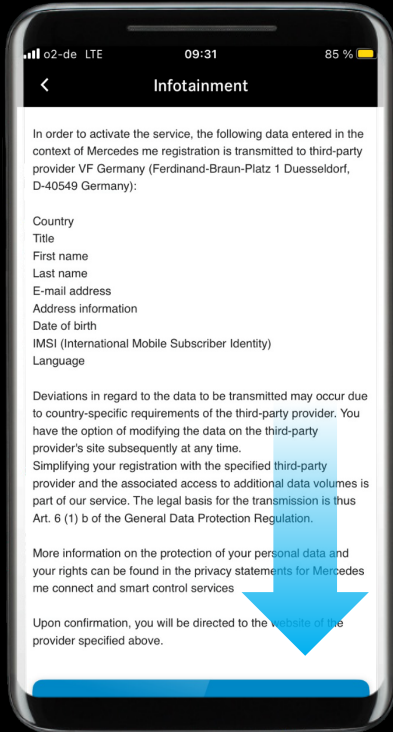 o2-de LTE 09:31 85 %
Infotainment
In order to activate the service, the following data entered in the
context of Mercedes me registration is transmitted to third-party
provider VF Germany (Ferdinand-Braun-Platz 1 Duesseldorf,
D-40549 Germany):
Country
Title
First name
Last name
E-mail address
Address information
Date of birth
IMSI (International Mobile Subscriber Identity)
Language
Deviations in regard to the data to be transmitted may occur due
to country-specific requirements of the third-party provider. You
have the option of modifying the data on the third-party
provider's site subsequently at any time.
Simplifying your registration with the specified third-party
provider and the associated access to additional data volumes is
part of our service. The legal basis for the transmission is thus
Art. 6 (1) b of the General Data Protection Regulation.
More information on the protection of your personal data and
your rights can be found in the privacy statements for Mercedes
me connect and smart control services
Upon confirmation, you will be directed to the website of the
provider specified above.